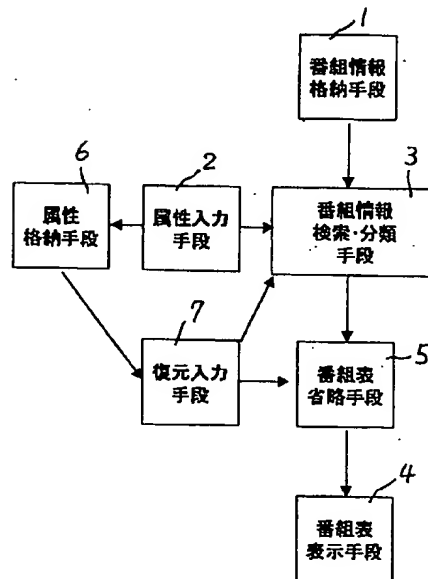 1
番組情報
格納手段
6
2
3
属性
格納手段
属性入力
手段
番組情報
検索・分類
手段
7
復元入力
手段
5
番組表
省略手段
4
番組表
表示手段